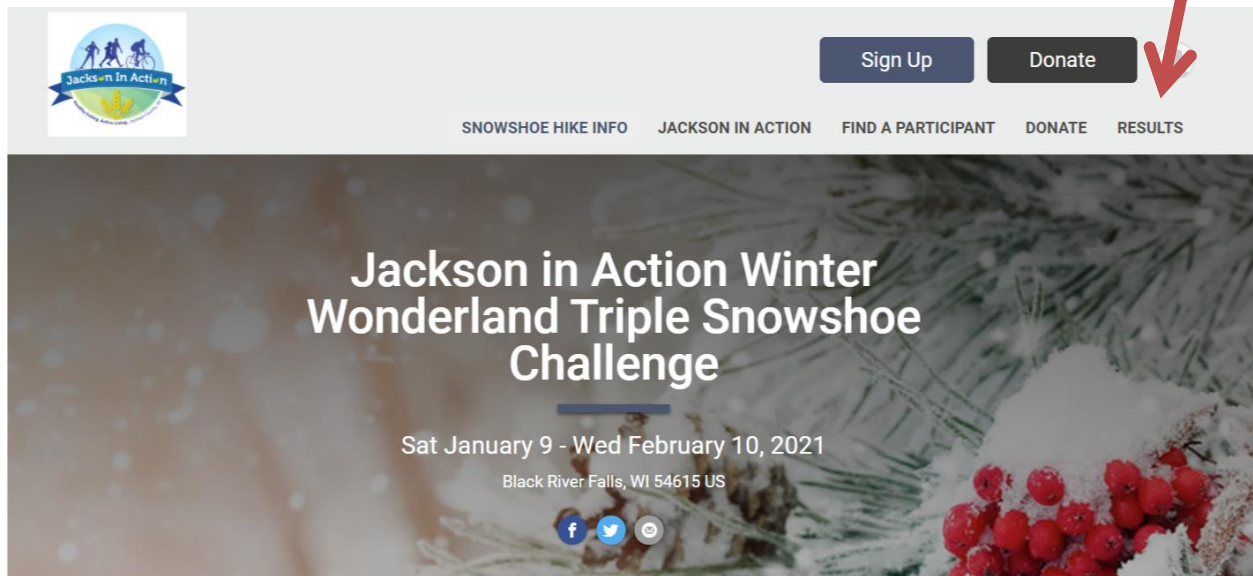 Jackson In Action
Sign Up
Donate
SNOWSHOE HIKE INFO
JACKSON IN ACTION
FIND A PARTICIPANT
DONATE
RESULTS
Jackson in Action Winter
Wonderland Triple Snowshoe
Challenge
Sat January 9 - Wed February 10, 2021
Black River Falls, WI 54615 US